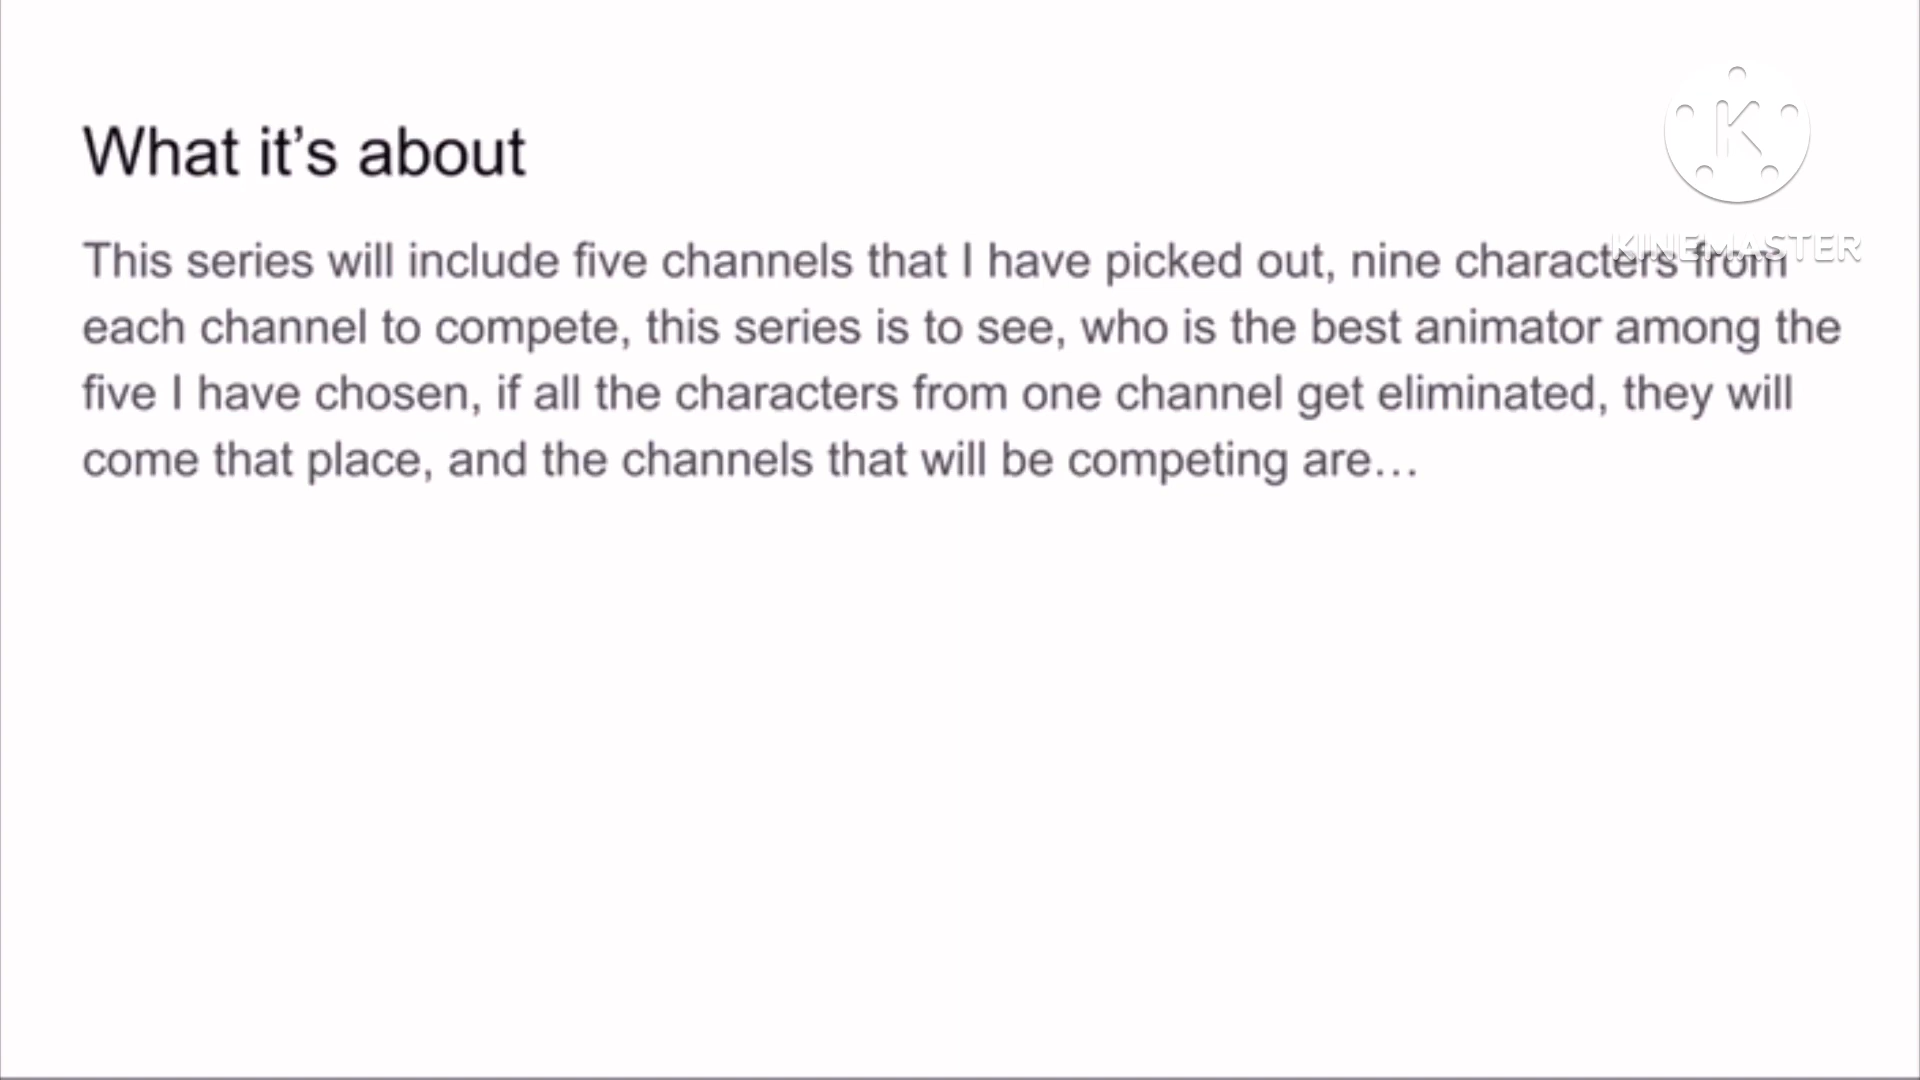 What it’s about
KINEMASTER
This series will include five channels that I have picked out, nine characters from
each channel to compete, this series is to see, who is the best animator among the
five I have chosen, if all the characters from one channel get eliminated, they will
come that place, and the channels that will be competing are…